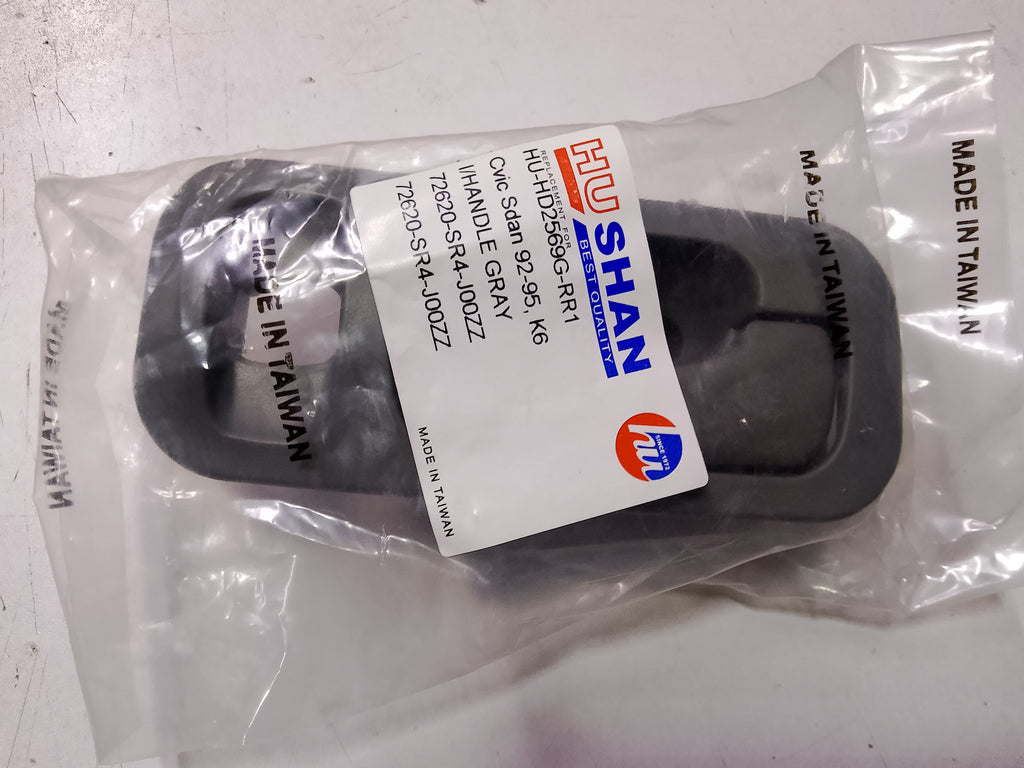 HU SHAN
BEST QUALITY
REPLACEMENT FOR
HU-HD2569G-RR1
Cvic Sdan 92-95, K6
I/HANDLE GRAY
72620-SR4-J00ZZ
72620-SR4-J00ZZ
MADE IN TAIWAN
hu
SINCE 1972
MADE IN TAIWAN
MADE IN TAIWAN
MADE IN TAIWAN
MADE IN TAIWAN